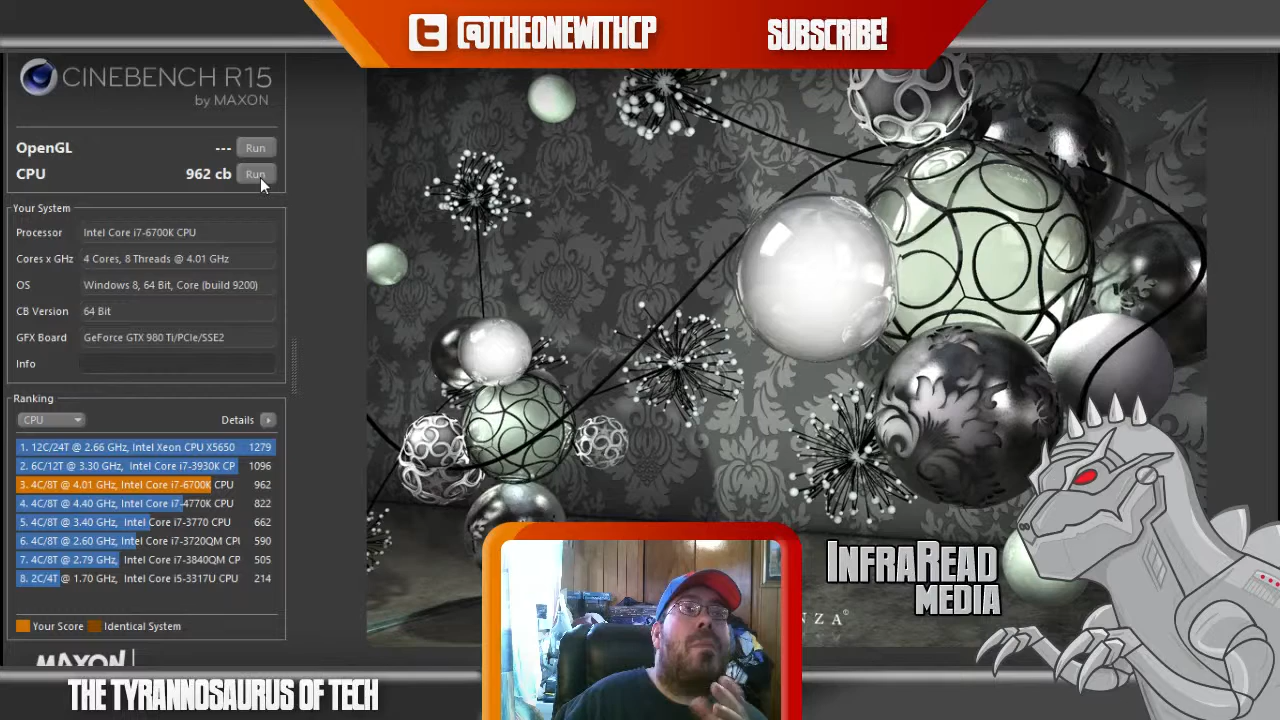 @THEONEWITHCP
SUBSCRIBE!
CINEBENCH R15
by MAXON
OpenGL --- Run
CPU 962 cb Run
Your System
Processor Intel Core i7-6700K CPU
Cores x GHz 4 Cores, 8 Threads @ 4.01 GHz
OS Windows 8, 64 Bit, Core (build 9200)
CB Version 64 Bit
GFX Board GeForce GTX 980 Ti/PCIe/SSE2
Info
Ranking
CPU Details
1. 12C/24T @ 2.66 GHz, Intel Xeon CPU X5650 1279
2. 6C/12T @ 3.30 GHz, Intel Core i7-3930K CP 1096
3. 4C/8T @ 4.01 GHz, Intel Core i7-6700K CPU 962
4. 4C/8T @ 4.40 GHz, Intel Core i7-4770K CPU 822
5. 4C/8T @ 3.40 GHz, Intel Core i7-3770 CPU 662
6. 4C/8T @ 2.60 GHz, Intel Core i7-3720QM CPU 590
7. 4C/8T @ 2.79 GHz, Intel Core i7-3840QM CP 505
8. 2C/4T @ 1.70 GHz, Intel Core i5-3317U CPU 214
Your Score Identical System
MAXON
INFRAREAD
MEDIA
NZA©
THE TYRANNOSAURUS OF TECH